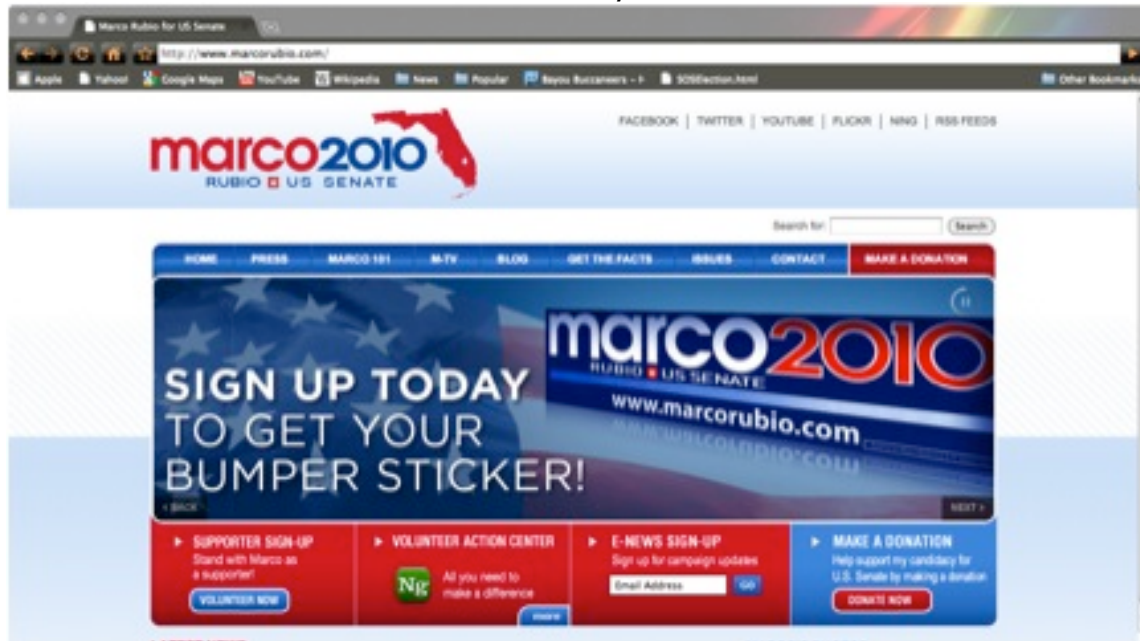 Marco Rubio for US Senate
http://www.marcorubio.com/
Apple Yahoo! Google Maps YouTube Wikipedia News Popular Bayou Buccaneers SOSElection.html Other Bookmarks
FACEBOOK | TWITTER | YOUTUBE | FLICKR | NING | RSS FEEDS
marco2010
RUBIO US SENATE
Search for: Search
HOME PRESS MARCO 101 M-TV BLOG GET THE FACTS ISSUES CONTACT MAKE A DONATION
marco2010
RUBIO US SENATE
www.marcorubio.com
SIGN UP TODAY
TO GET YOUR
BUMPER STICKER!
< BACK NEXT >
SUPPORTER SIGN-UP
Stand with Marco as
a supporter!
VOLUNTEER NOW
VOLUNTEER ACTION CENTER
Ng
All you need to
make a difference
more
E-NEWS SIGN-UP
Sign up for campaign updates
Email Address GO
MAKE A DONATION
Help support my candidacy for
U.S. Senate by making a donation
DONATE NOW